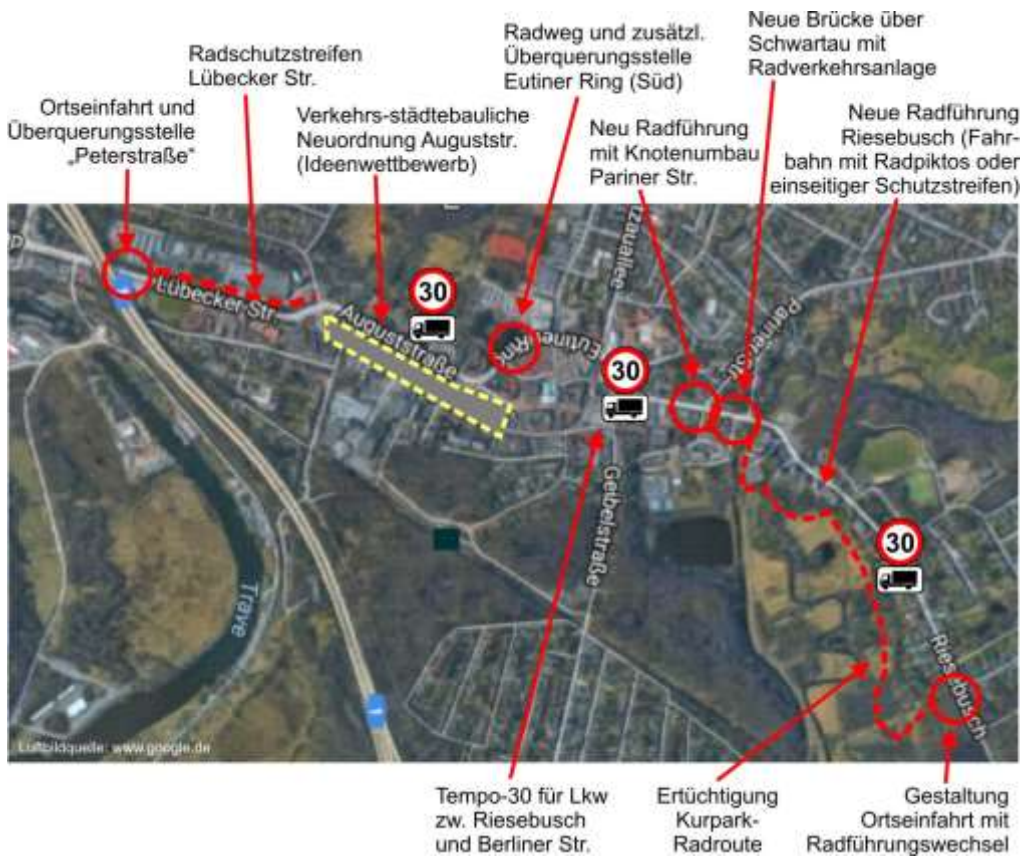 Ortseinfahrt und
Überquerungsstelle
„Peterstraße“
Radschutzstreifen
Lübecker Str.
Verkehrs-städtebauliche
Neuordnung Auguststr.
(Ideenwettbewerb)
Radweg und zusätzl.
Überquerungsstelle
Eutiner Ring (Süd)
Neu Radführung
mit Knotenumbau
Pariner Str.
Neue Brücke über
Schwartau mit
Radverkehrsanlage
Neue Radführung
Riesebusch (Fahr-
bahn mit Radpiktos oder
einseitiger Schutzstreifen)
Lübecker Str.
Auguststraße
30
Eutiner Ring
tzauallee
30
Pariner Str.
Geibelstraße
30
Trave
Riesebusch
Luftbildquelle: www.google.de
Tempo-30 für Lkw
zw. Riesebusch
und Berliner Str.
Ertüchtigung
Kurpark-
Radroute
Gestaltung
Ortseinfahrt mit
Radführungswechsel